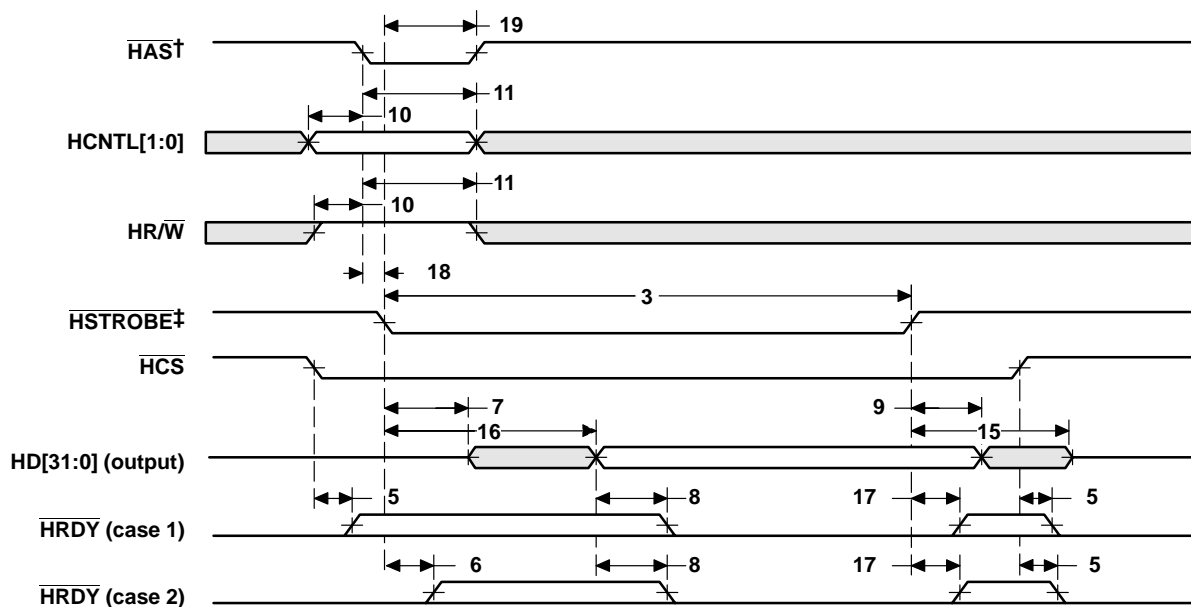 19
HAS†
11
10
HCNTL[1:0]
11
10
HR/W
18
3
HSTROBE‡
HCS
7
9
16
15
HD[31:0] (output)
5
8
17
5
HRDY (case 1)
6
8
17
5
HRDY (case 2)